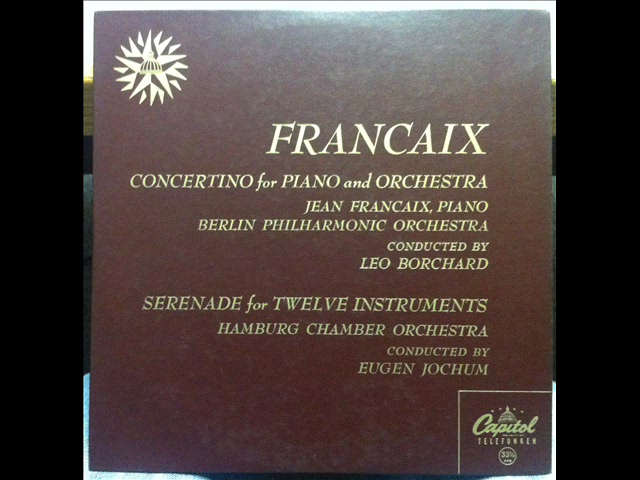 FRANCAIX
CONCERTINO for PIANO and ORCHESTRA
JEAN FRANCAIX, PIANO
BERLIN PHILHARMONIC ORCHESTRA
CONDUCTED BY
LEO BORCHARD
SERENADE for TWELVE INSTRUMENTS
HAMBURG CHAMBER ORCHESTRA
CONDUCTED BY
EUGEN JOCHUM
Capitol
TELEFUNKEN
33⅓